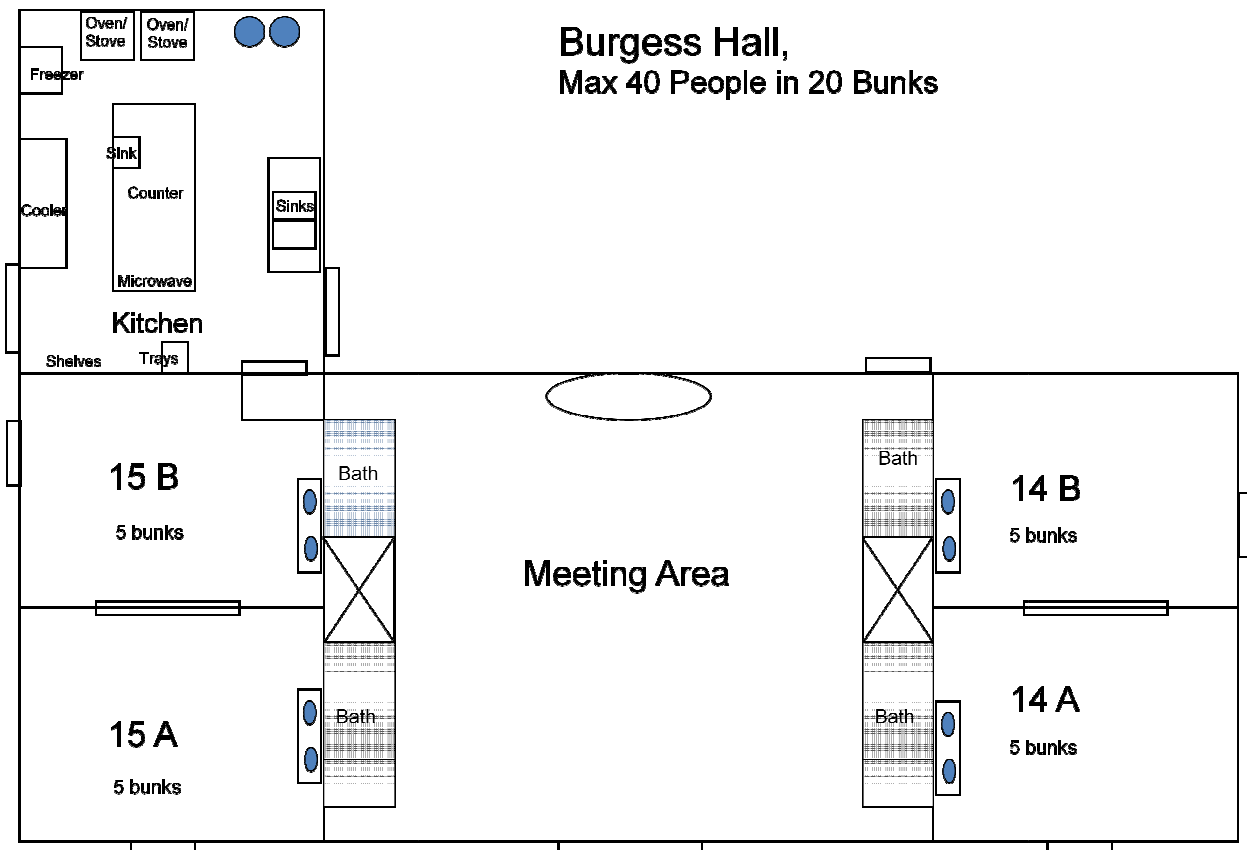 Burgess Hall,
Max 40 People in 20 Bunks
Oven/
Stove
Oven/
Stove
Freezer
Sink
Counter
Cooler
Sinks
Microwave
Kitchen
Shelves
Trays
15 B
5 bunks
Bath
Bath
14 B
5 bunks
Meeting Area
15 A
5 bunks
Bath
Bath
14 A
5 bunks